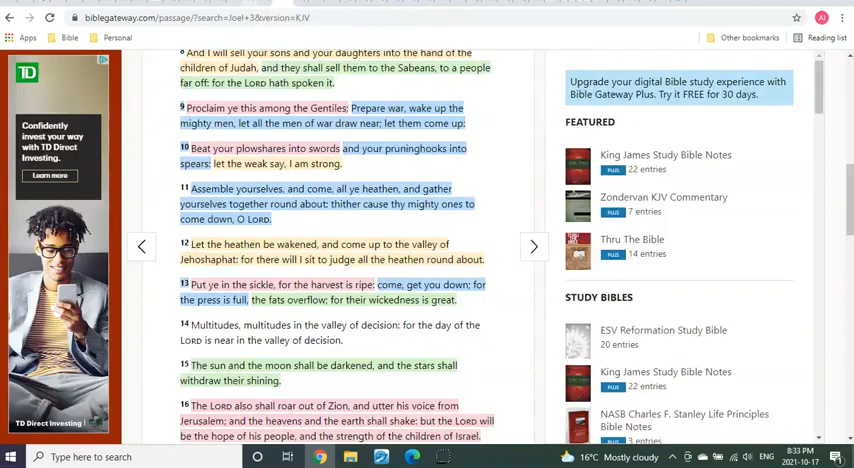 biblegateway.com/passage/?search=Joel+3&version=KJV
AI
Apps
Bible
Personal
Other bookmarks
Reading list
8 And I will sell your sons and your daughters into the hand of the
children of Judah, and they shall sell them to the Sabeans, to a people
far off: for the LORD hath spoken it.
9 Proclaim ye this among the Gentiles; Prepare war, wake up the
mighty men, let all the men of war draw near; let them come up:
10 Beat your plowshares into swords and your pruninghooks into
spears: let the weak say, I am strong.
11 Assemble yourselves, and come, all ye heathen, and gather
yourselves together round about: thither cause thy mighty ones to
come down, O LORD.
12 Let the heathen be wakened, and come up to the valley of
Jehoshaphat: for there will I sit to judge all the heathen round about.
13 Put ye in the sickle, for the harvest is ripe: come, get you down; for
the press is full, the fats overflow; for their wickedness is great.
14 Multitudes, multitudes in the valley of decision: for the day of the
LORD is near in the valley of decision.
15 The sun and the moon shall be darkened, and the stars shall
withdraw their shining.
16 The LORD also shall roar out of Zion, and utter his voice from
Jerusalem; and the heavens and the earth shall shake: but the LORD will
be the hope of his people, and the strength of the children of Israel.
TD
Confidently
invest your way
with TD Direct
Investing.
Learn more
TD Direct Investing
Upgrade your digital Bible study experience with
Bible Gateway Plus. Try it FREE for 30 days.
FEATURED
King James Study Bible Notes
PLUS 22 entries
Zondervan KJV Commentary
PLUS 7 entries
Thru The Bible
PLUS 14 entries
STUDY BIBLES
ESV Reformation Study Bible
20 entries
King James Study Bible Notes
PLUS 22 entries
NASB Charles F. Stanley Life Principles
Bible Notes
PLUS 3 entries
Type here to search
16°C Mostly cloudy
ENG
8:33 PM
2021-10-17